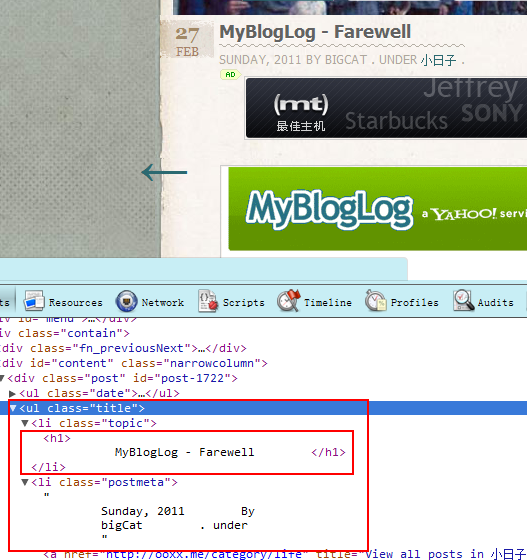 27
FEB
MyBlogLog - Farewell
SUNDAY, 2011 BY BIGCAT . UNDER 小日子 .
AD
(mt)
最佳主机
Jeffrey
Starbucks
SONY
←
MyBlogLog a YAHOO! servi
ts Resources Network Scripts Timeline Profiles Audits
iv id="menu">…</div>
iv class="contain">
<div class="fn_previousNext">…</div>
div id="content" class="narrowcolumn">
▼<div class="post" id="post-1722">
▶<ul class="date">…</ul>
▼<ul class="title">
▼<li class="topic">
<h1>
MyBlogLog - Farewell </h1>
</li>
▼<li class="postmeta">
"
Sunday, 2011 By
bigCat . under
"
<a href="http://ooxx.me/category/life" title="View all posts in 小日子